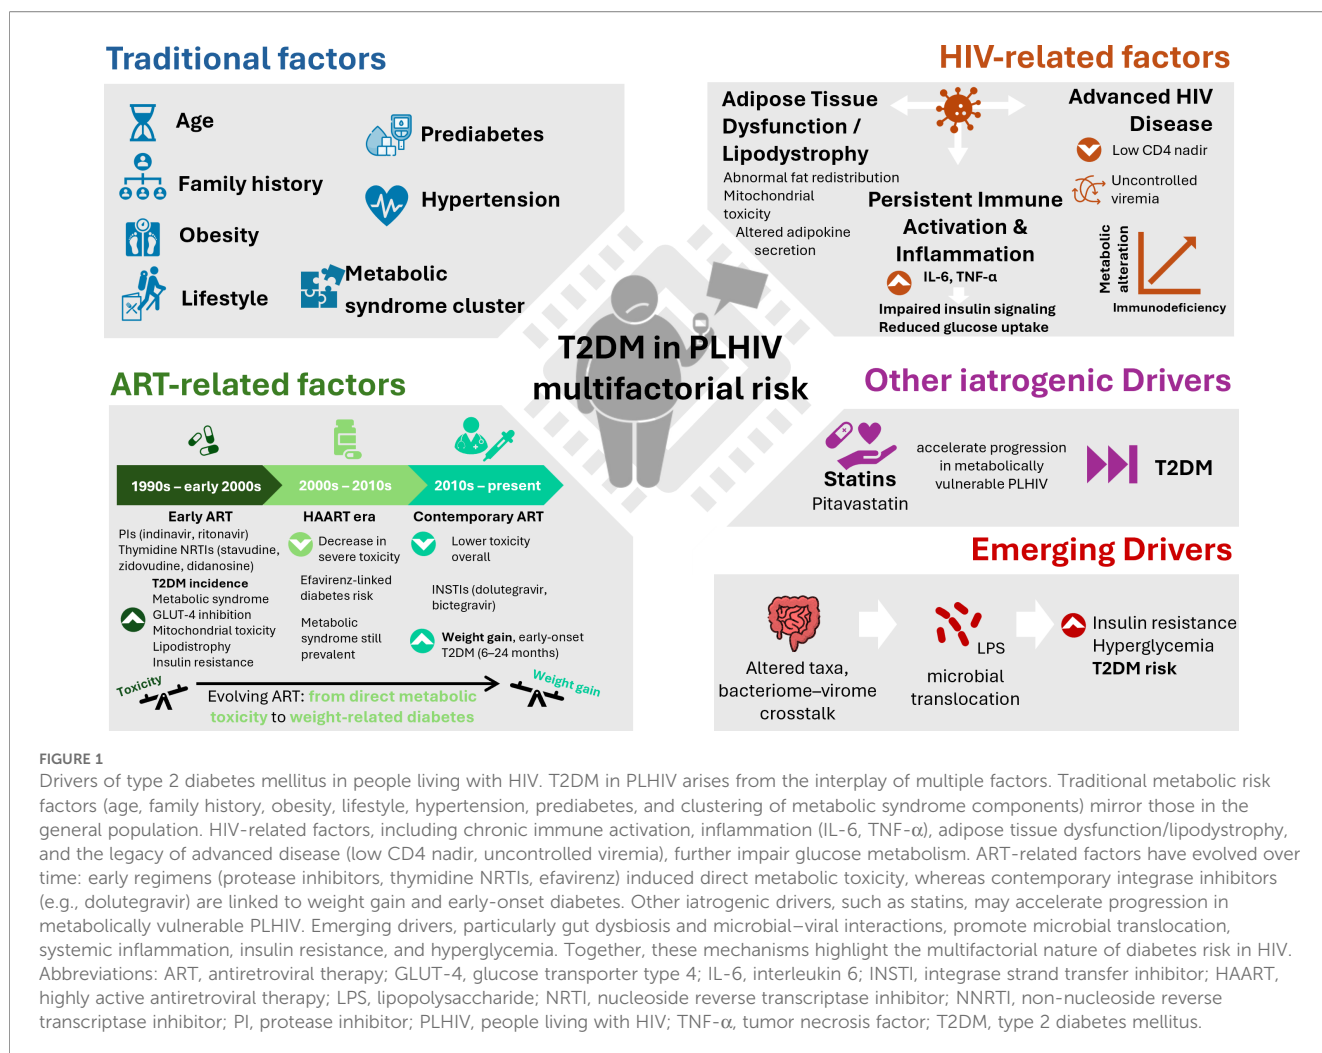 Traditional factors
Age
Family history
Obesity
Lifestyle
Prediabetes
Hypertension
Metabolic
syndrome cluster
HIV-related factors
Adipose Tissue
Dysfunction /
Lipodystrophy
Abnormal fat redistribution
Mitochondrial
toxicity
Altered adipokine
secretion
Persistent Immune
Activation &
Inflammation
IL-6, TNF-α
Impaired insulin signaling
Reduced glucose uptake
Advanced HIV
Disease
Low CD4 nadir
Uncontrolled
viremia
Metabolic
alteration
Immunodeficiency
T2DM in PLHIV
multifactorial risk
ART-related factors
1990s – early 2000s
2000s – 2010s
2010s – present
Early ART
PIs (indinavir, ritonavir)
Thymidine NRTIs (stavudine,
zidovudine, didanosine)
T2DM incidence
Metabolic syndrome
GLUT-4 inhibition
Mitochondrial toxicity
Lipodistrophy
Insulin resistance
HAART era
Decrease in
severe toxicity
Efavirenz-linked
diabetes risk
Metabolic
syndrome still
prevalent
Contemporary ART
Lower toxicity
overall
INSTIs (dolutegravir,
bictegravir)
Weight gain, early-onset
T2DM (6–24 months)
Toxicity
Evolving ART: from direct metabolic
toxicity to weight-related diabetes
Weight gain
Other iatrogenic Drivers
Statins
Pitavastatin
accelerate progression
in metabolically
vulnerable PLHIV
T2DM
Emerging Drivers
Altered taxa,
bacteriome–virome
crosstalk
LPS
microbial
translocation
Insulin resistance
Hyperglycemia
T2DM risk
FIGURE 1
Drivers of type 2 diabetes mellitus in people living with HIV. T2DM in PLHIV arises from the interplay of multiple factors. Traditional metabolic risk
factors (age, family history, obesity, lifestyle, hypertension, prediabetes, and clustering of metabolic syndrome components) mirror those in the
general population. HIV-related factors, including chronic immune activation, inflammation (IL-6, TNF-α), adipose tissue dysfunction/lipodystrophy,
and the legacy of advanced disease (low CD4 nadir, uncontrolled viremia), further impair glucose metabolism. ART-related factors have evolved over
time: early regimens (protease inhibitors, thymidine NRTIs, efavirenz) induced direct metabolic toxicity, whereas contemporary integrase inhibitors
(e.g., dolutegravir) are linked to weight gain and early-onset diabetes. Other iatrogenic drivers, such as statins, may accelerate progression in
metabolically vulnerable PLHIV. Emerging drivers, particularly gut dysbiosis and microbial–viral interactions, promote microbial translocation,
systemic inflammation, insulin resistance, and hyperglycemia. Together, these mechanisms highlight the multifactorial nature of diabetes risk in HIV.
Abbreviations: ART, antiretroviral therapy; GLUT-4, glucose transporter type 4; IL-6, interleukin 6; INSTI, integrase strand transfer inhibitor; HAART,
highly active antiretroviral therapy; LPS, lipopolysaccharide; NRTI, nucleoside reverse transcriptase inhibitor; NNRTI, non-nucleoside reverse
transcriptase inhibitor; PI, protease inhibitor; PLHIV, people living with HIV; TNF-α, tumor necrosis factor; T2DM, type 2 diabetes mellitus.